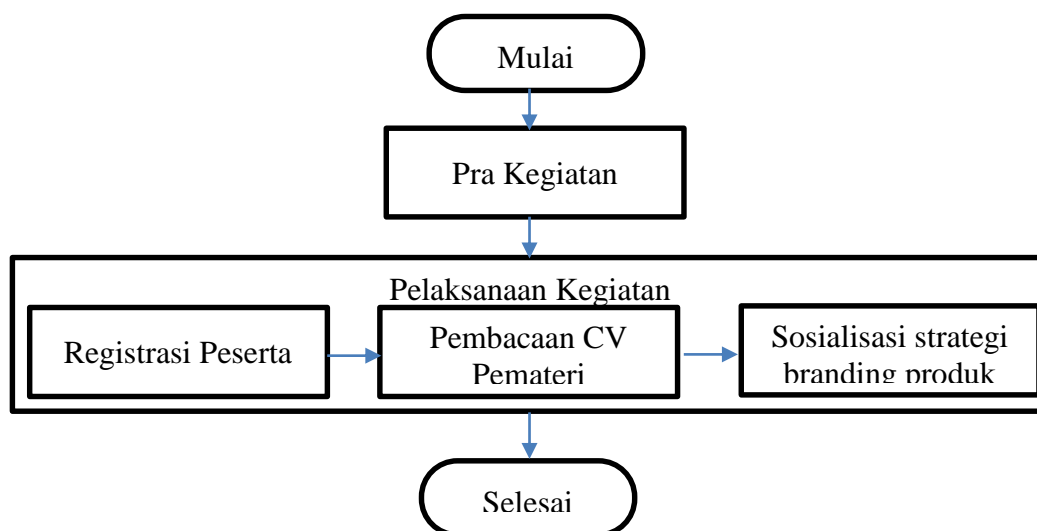 Mulai
Pra Kegiatan
Pelaksanaan Kegiatan
Registrasi Peserta
Pembacaan CV
Pemateri
Sosialisasi strategi
branding produk
Selesai